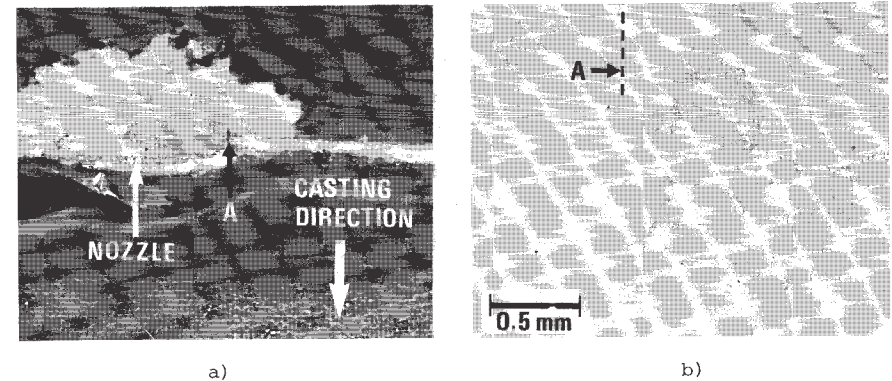 NOZZLE
A
CASTING
DIRECTION
A
0.5 mm
a)
b)